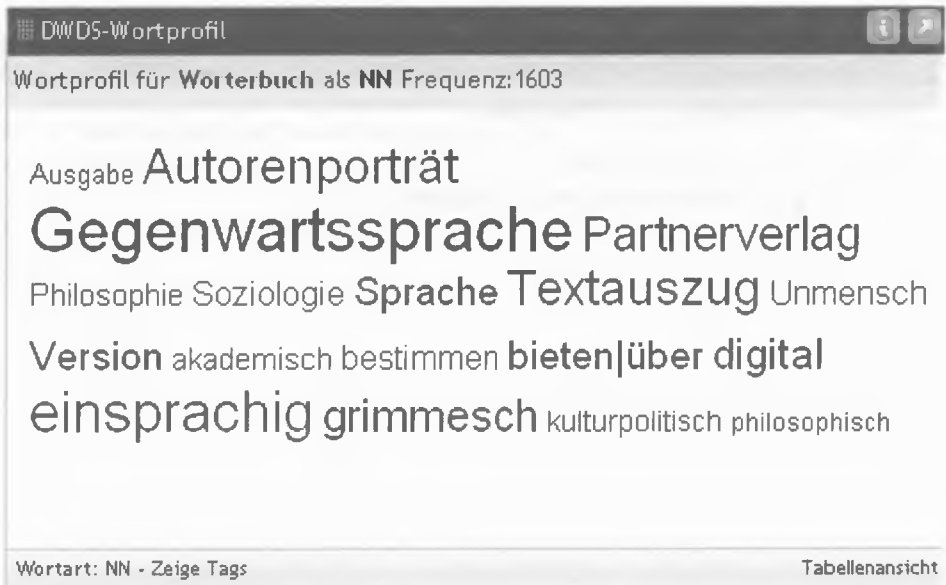 DWDS-Wortprofil
Wortprofil für Worterbuch als NN Frequenz:1603
Ausgabe Autorenporträt
Gegenwartssprache Partnerverlag
Philosophie Soziologie Sprache Textauszug Unmensch
Version akademisch bestimmen bieten|über digital
einsprachig grimmesch kulturpolitisch philosophisch
Wortart: NN - Zeige Tags Tabellenansicht